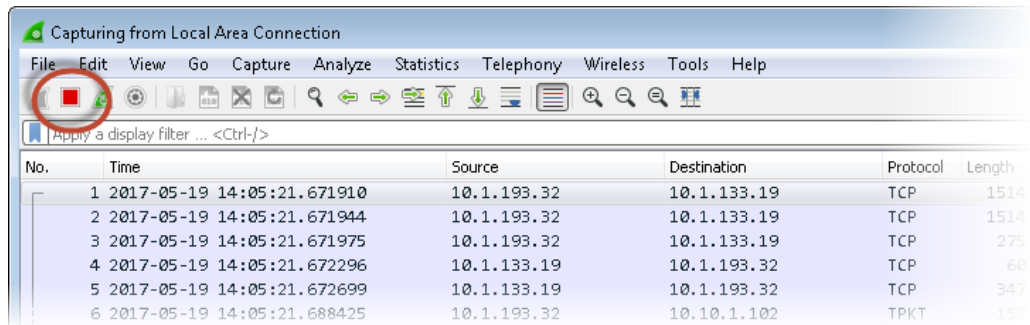 Capturing from Local Area Connection
File Edit View Go Capture Analyze Statistics Telephony Wireless Tools Help
Apply a display filter ... <Ctrl-/>
No. Time Source Destination Protocol Length
1 2017-05-19 14:05:21.671910 10.1.193.32 10.1.133.19 TCP 1514
2 2017-05-19 14:05:21.671944 10.1.193.32 10.1.133.19 TCP 1514
3 2017-05-19 14:05:21.671975 10.1.193.32 10.1.133.19 TCP 275
4 2017-05-19 14:05:21.672296 10.1.133.19 10.1.193.32 TCP 60
5 2017-05-19 14:05:21.672699 10.1.133.19 10.1.193.32 TCP 347
6 2017-05-19 14:05:21.688425 10.1.193.32 10.10.1.102 TPKT